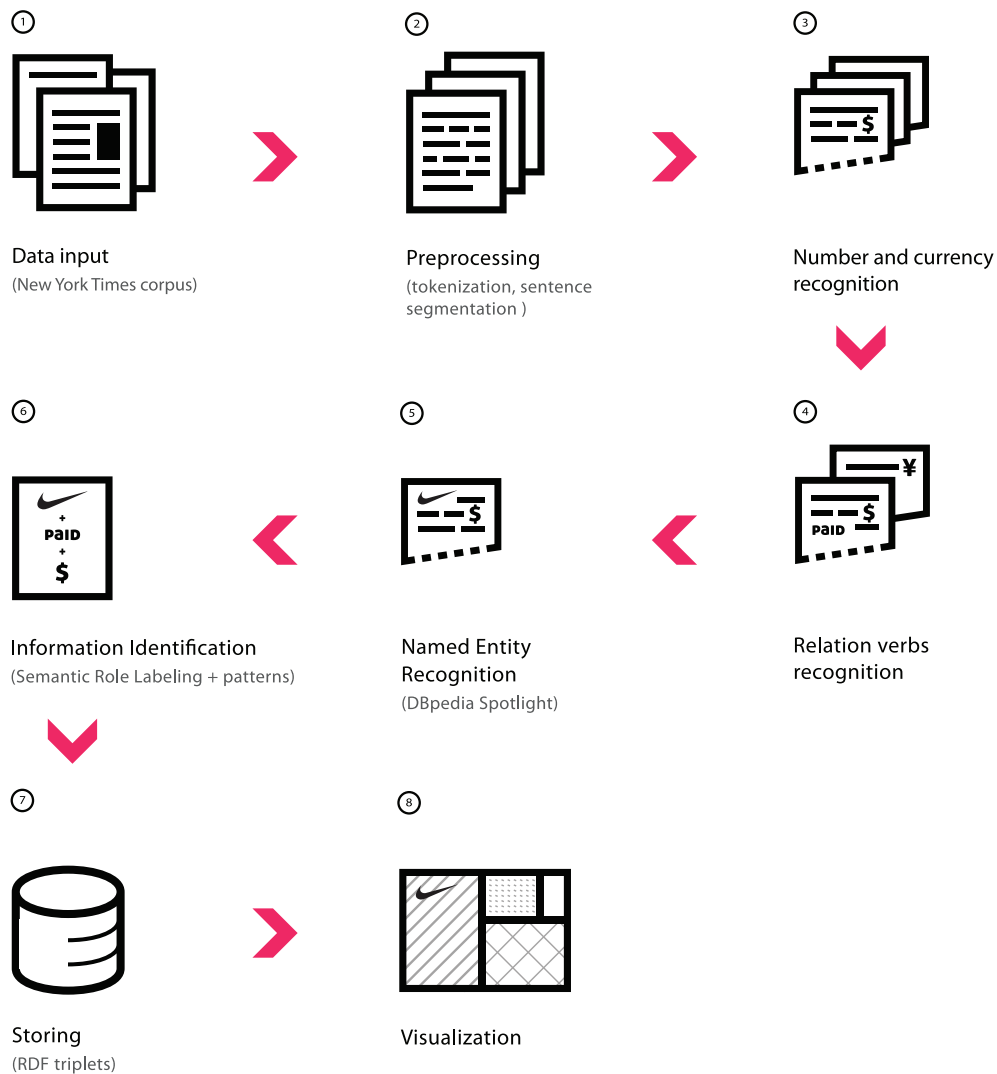 1
Data input
(New York Times corpus)
2
Preprocessing
(tokenization, sentence
segmentation )
3
$
Number and currency
recognition
4
¥
$
PaID
Relation verbs
recognition
5
$
Named Entity
Recognition
(DBpedia Spotlight)
6
+
PaID
+
$
Information Identification
(Semantic Role Labeling + patterns)
7
Storing
(RDF triplets)
8
Visualization